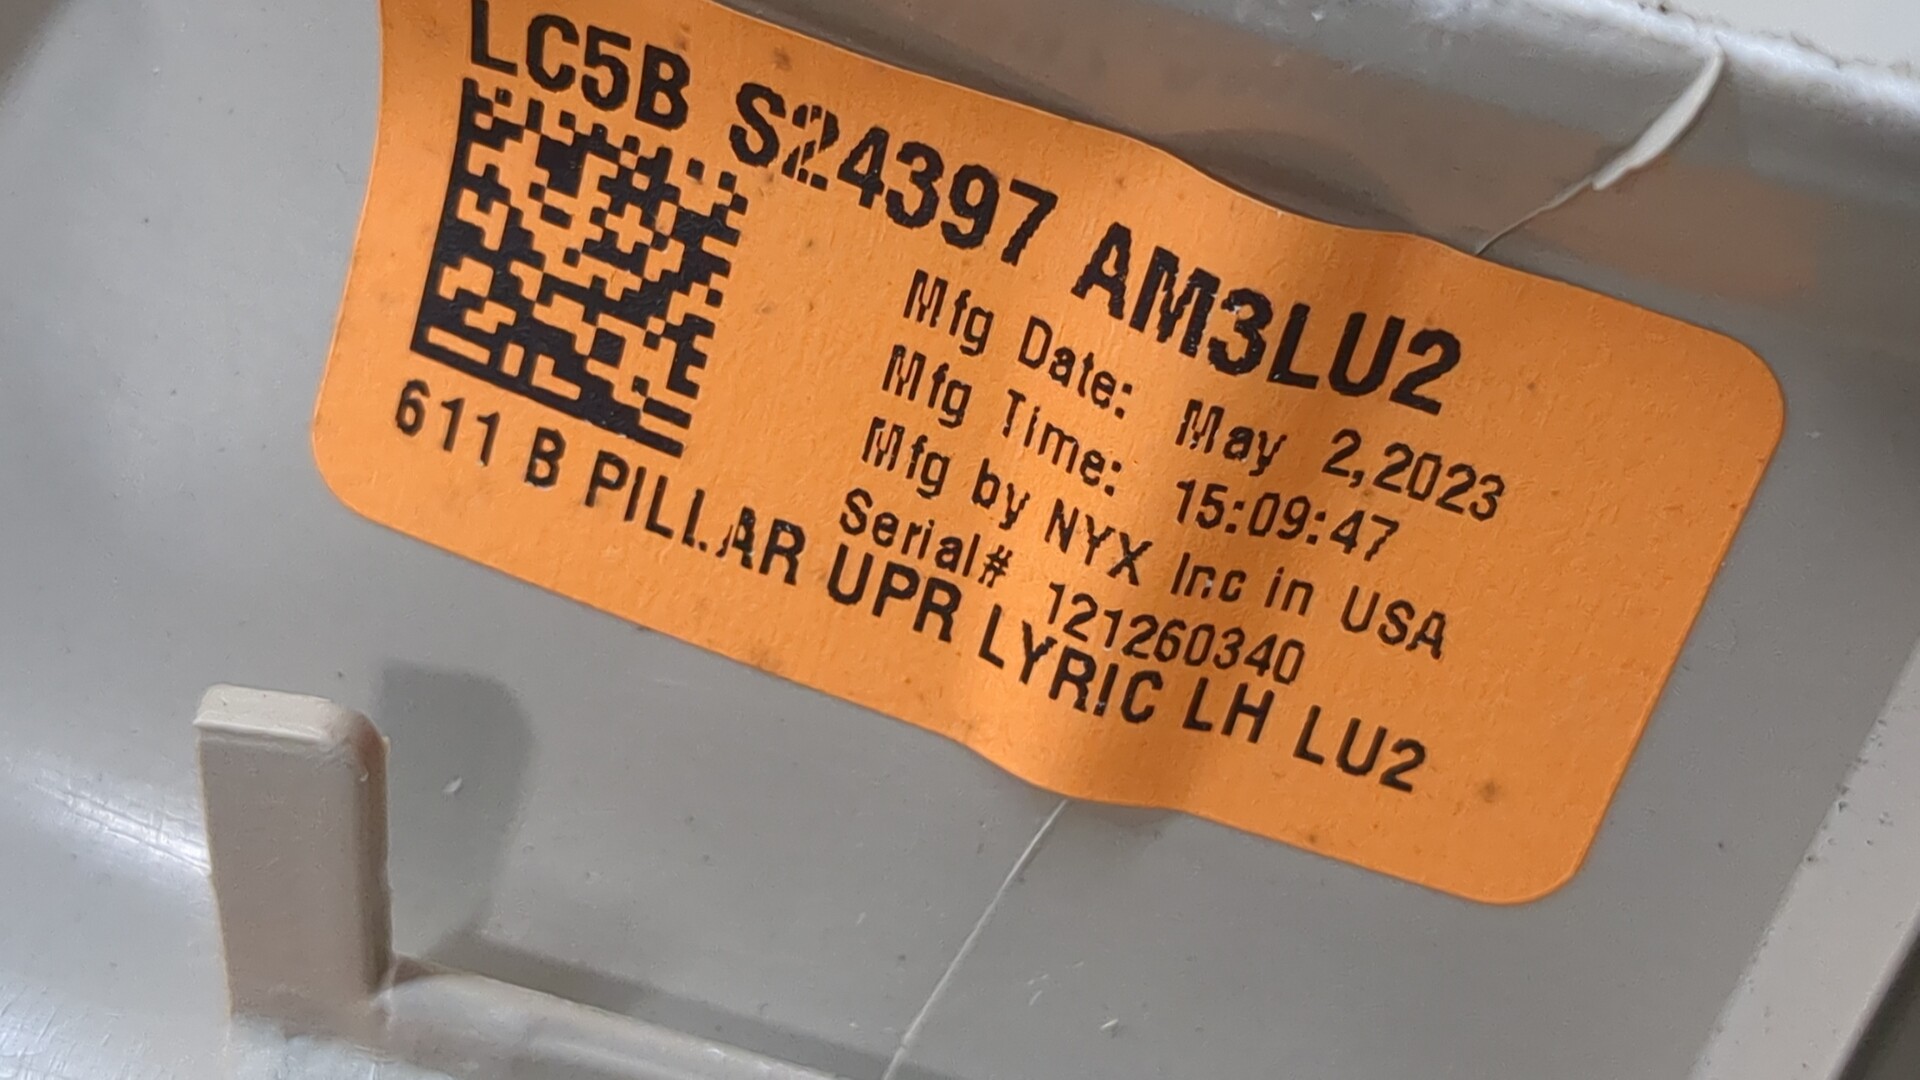 LC5B S24397 AM3LU2
Mfg Date: May 2,2023
Mfg Time: 15:09:47
Mfg by NYX Inc in USA
Serial# 121260340
611 B PILLAR UPR LYRIC LH LU2